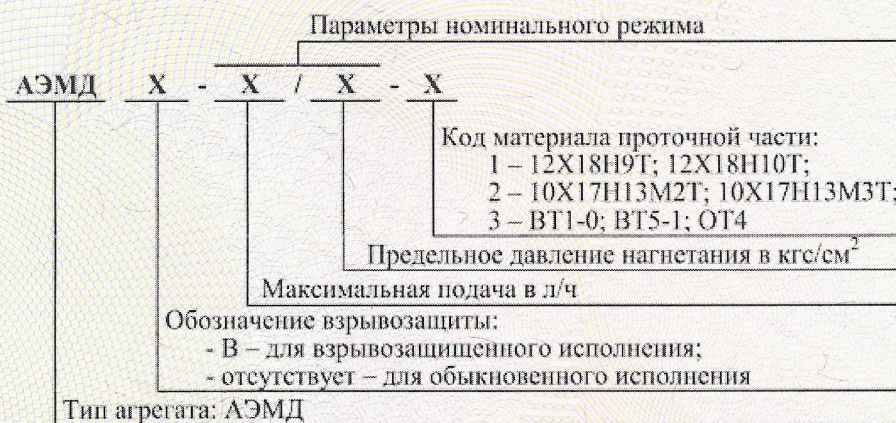 Параметры номинального режима
АЭМД Х - Х / Х - Х
Код материала проточной части:
1 – 12Х18Н9Т; 12Х18Н10Т;
2 – 10Х17Н13М2Т; 10Х17Н13М3Т;
3 – ВТ1-0; ВТ5-1; ОТ4
Предельное давление нагнетания в кгс/см²
Максимальная подача в л/ч
Обозначение взрывозащиты:
- В – для взрывозащищенного исполнения;
- отсутствует – для обыкновенного исполнения
Тип агрегата: АЭМД